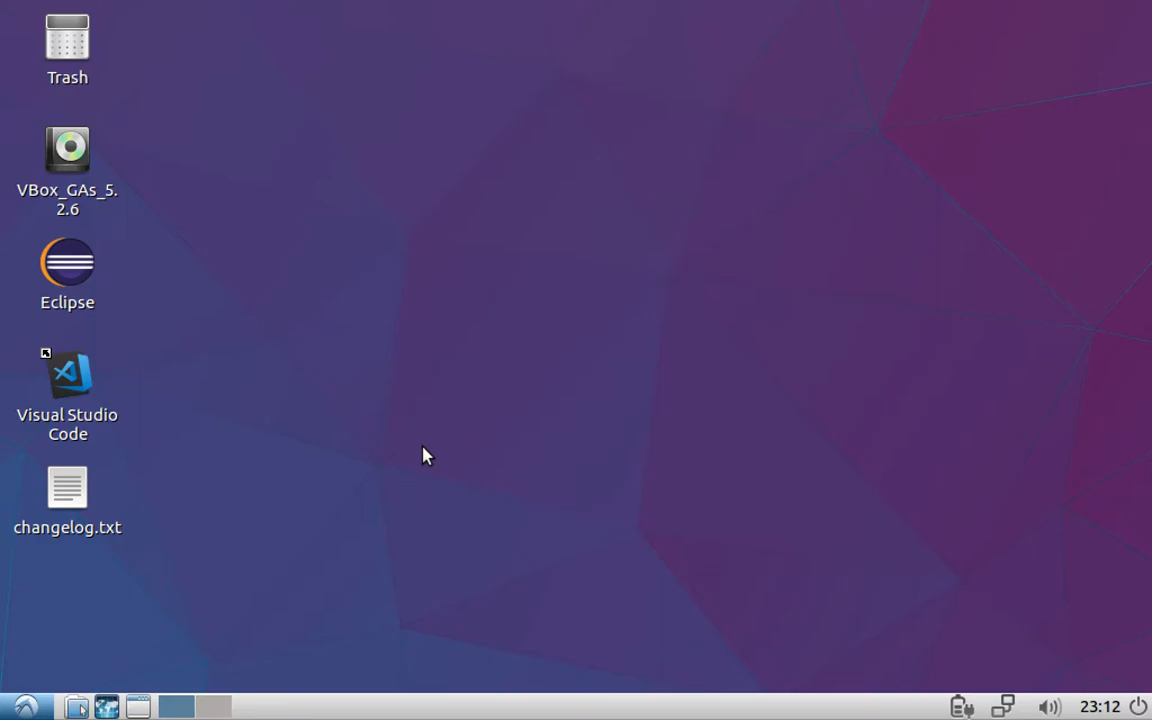 Trash
VBox_GAs_5.
2.6
Eclipse
Visual Studio
Code
changelog.txt
23:12